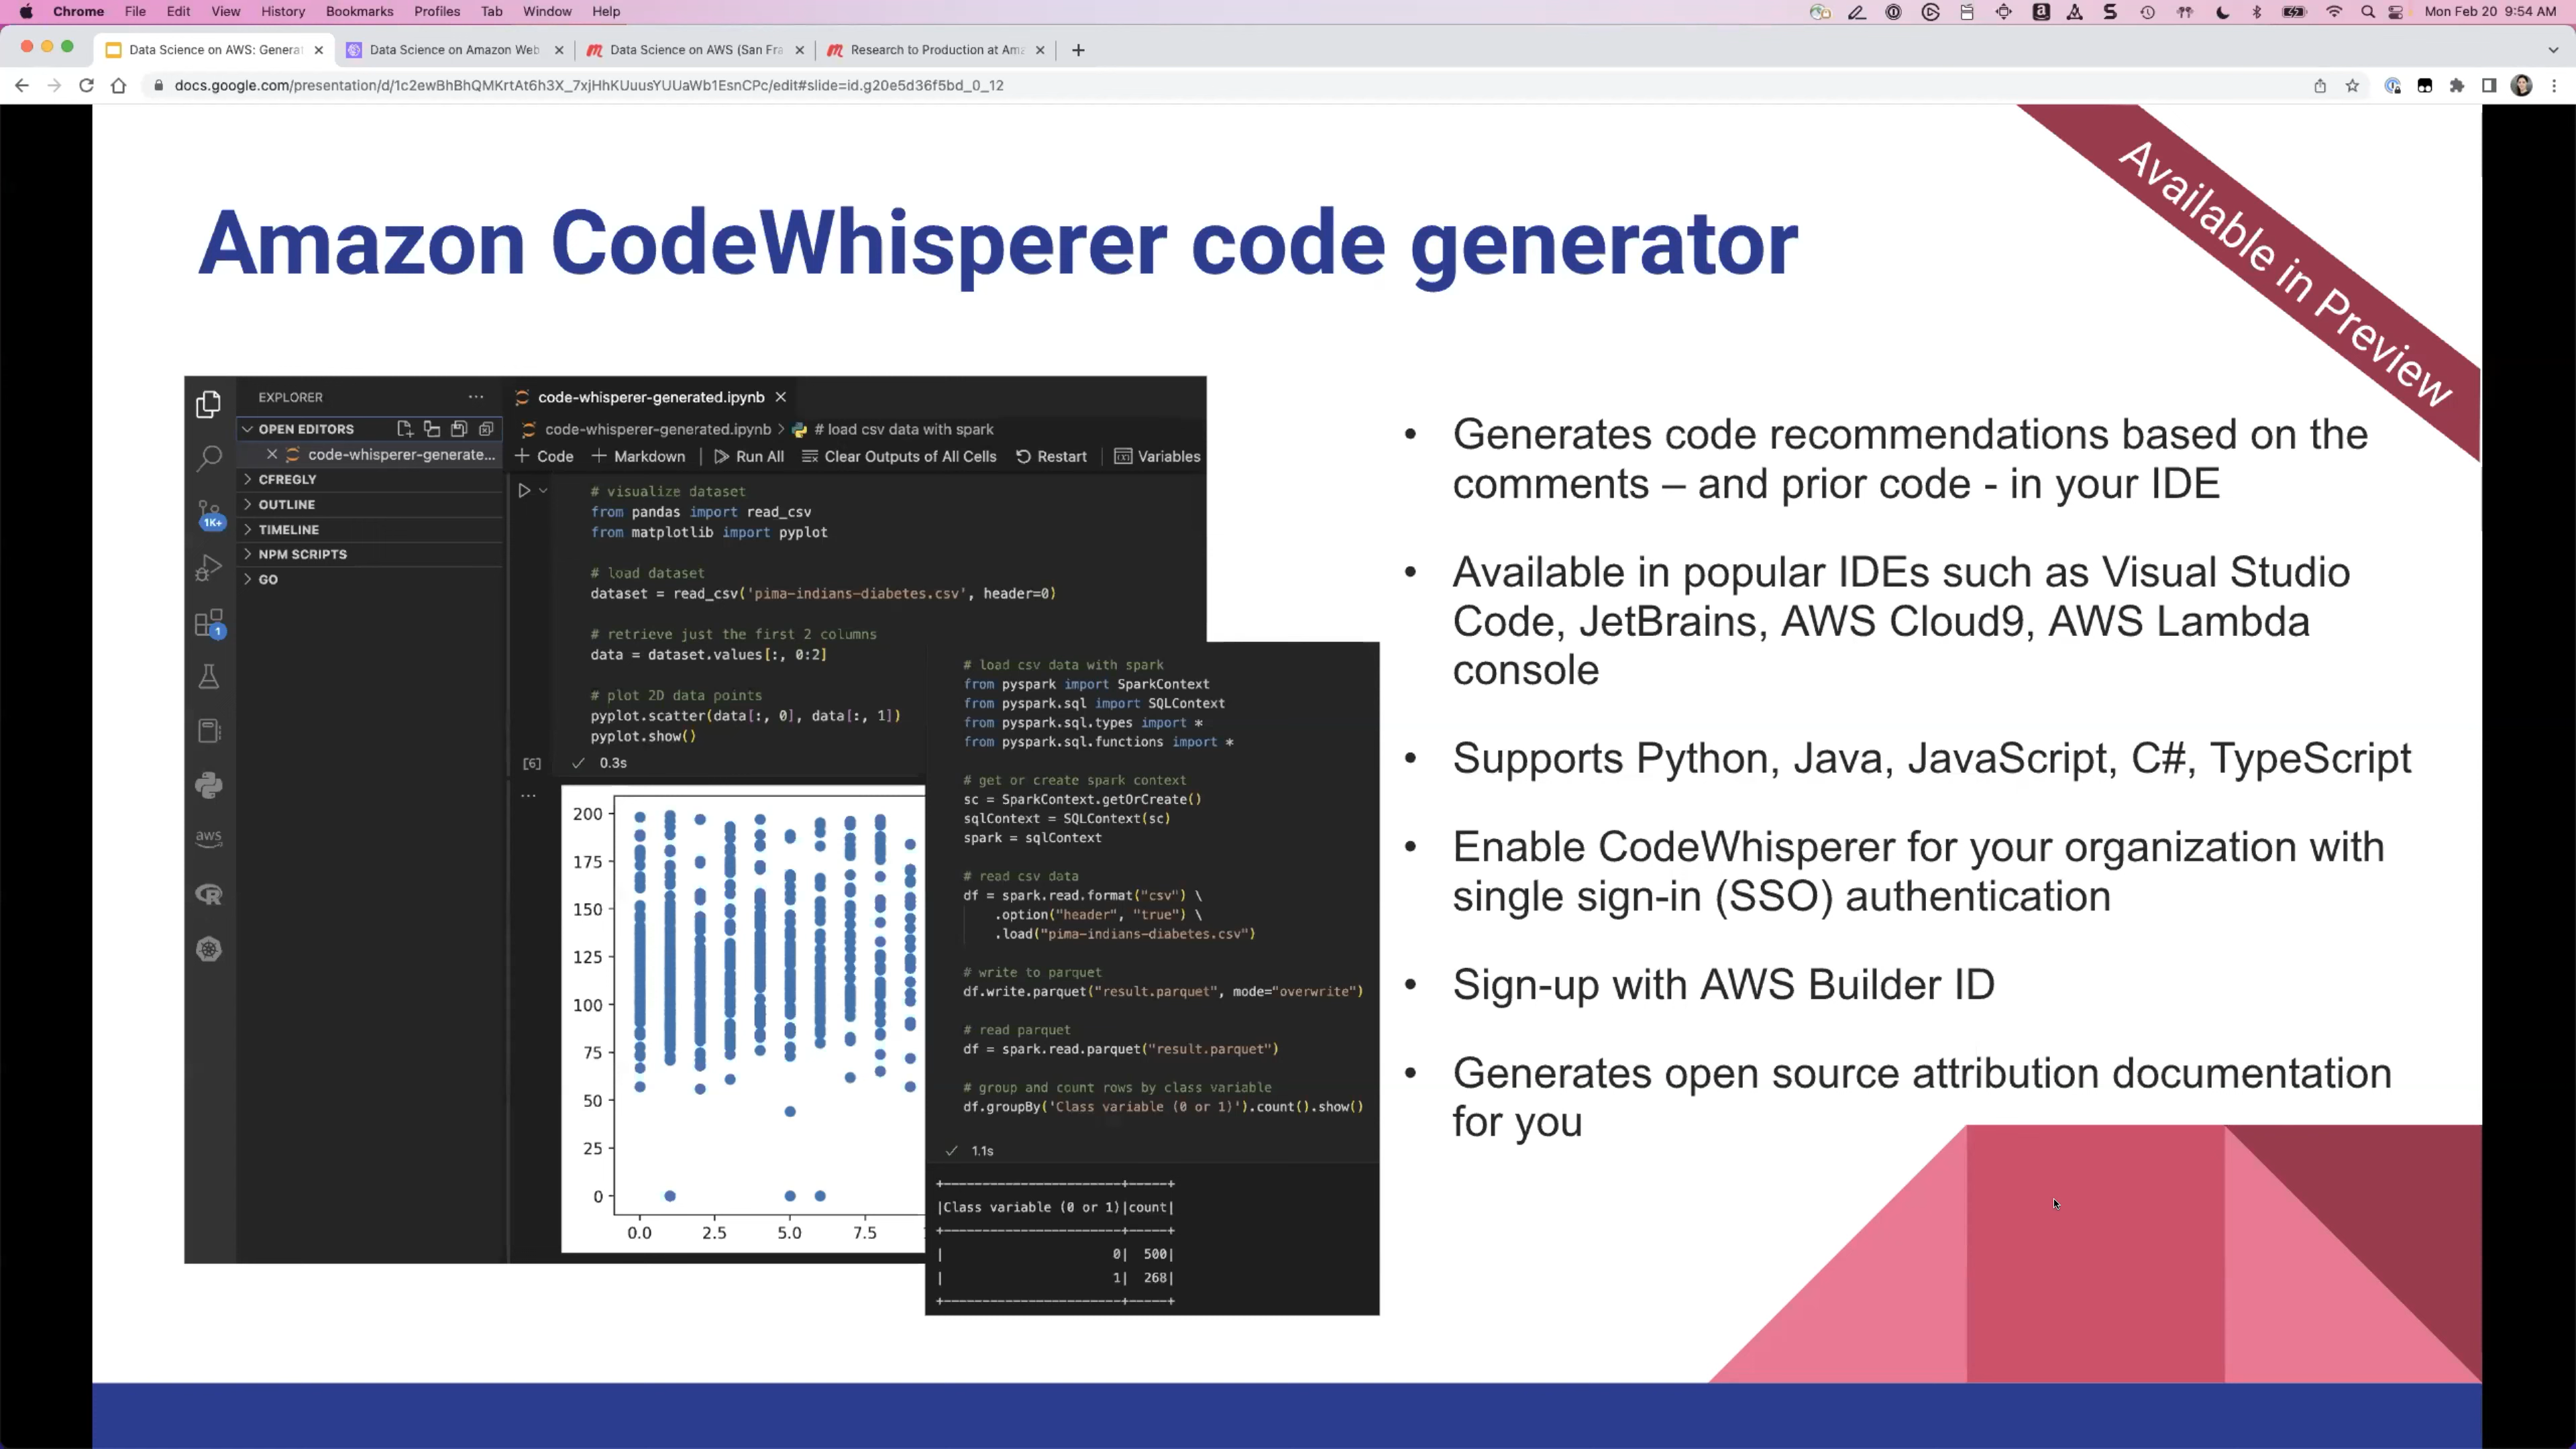 Chrome File Edit View History Bookmarks Profiles Tab Window Help
Mon Feb 20 9:54 AM
Data Science on AWS: Genera
Data Science on Amazon Web
Data Science on AWS (San Fra
Research to Production at Ama
docs.google.com/presentation/d/1c2ewBhBhQMKrtAt6h3X_7xjHhKUuusYUUaWb1EsnCPc/edit#slide=id.g20e5d36f5bd_0_12
Available in Preview
Amazon CodeWhisperer code generator
EXPLORER
OPEN EDITORS
code-whisperer-generate...
CFREGLY
OUTLINE
TIMELINE
NPM SCRIPTS
GO
1K+
1
aws
code-whisperer-generated.ipynb
code-whisperer-generated.ipynb > # load csv data with spark
+ Code + Markdown | Run All Clear Outputs of All Cells Restart | Variables
# visualize dataset
from pandas import read_csv
from matplotlib import pyplot
# load dataset
dataset = read_csv('pima-indians-diabetes.csv', header=0)
# retrieve just the first 2 columns
data = dataset.values[:, 0:2]
# plot 2D data points
pyplot.scatter(data[:, 0], data[:, 1])
pyplot.show()
[6] ✓ 0.3s
200
175
150
125
100
75
50
25
0
0.0 2.5 5.0 7.5
# load csv data with spark
from pyspark import SparkContext
from pyspark.sql import SQLContext
from pyspark.sql.types import *
from pyspark.sql.functions import *
# get or create spark context
sc = SparkContext.getOrCreate()
sqlContext = SQLContext(sc)
spark = sqlContext
# read csv data
df = spark.read.format("csv") \
.option("header", "true") \
.load("pima-indians-diabetes.csv")
# write to parquet
df.write.parquet("result.parquet", mode="overwrite")
# read parquet
df = spark.read.parquet("result.parquet")
# group and count rows by class variable
df.groupBy('Class variable (0 or 1)').count().show()
✓ 1.1s
+-----------------------+-----+
|Class variable (0 or 1)|count|
+-----------------------+-----+
| 0| 500|
| 1| 268|
+-----------------------+-----+
• Generates code recommendations based on the
comments – and prior code - in your IDE
• Available in popular IDEs such as Visual Studio
Code, JetBrains, AWS Cloud9, AWS Lambda
console
• Supports Python, Java, JavaScript, C#, TypeScript
• Enable CodeWhisperer for your organization with
single sign-in (SSO) authentication
• Sign-up with AWS Builder ID
• Generates open source attribution documentation
for you